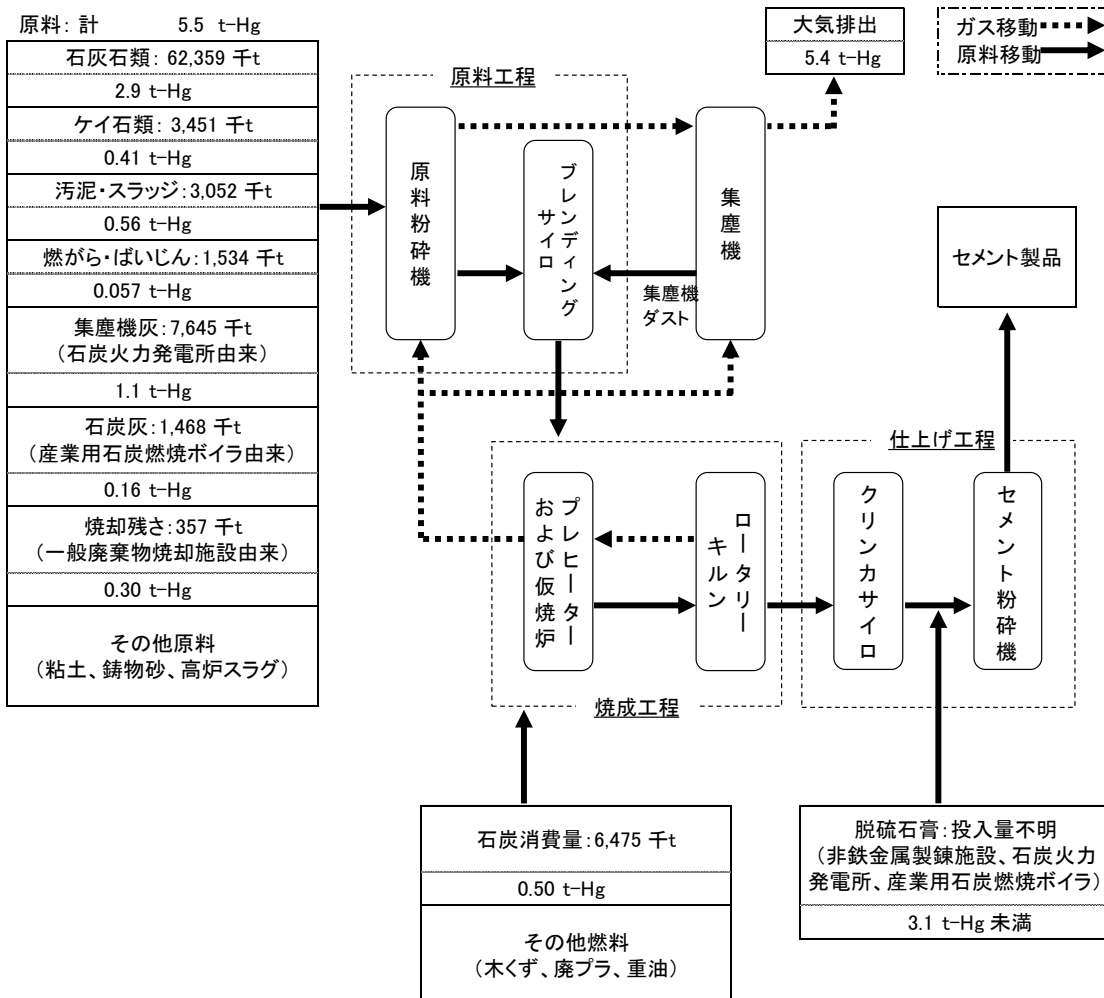 原料: 計 5.5 t-Hg
石灰石類: 62,359 千t
2.9 t-Hg
ケイ石類: 3,451 千t
0.41 t-Hg
汚泥・スラッジ:3,052 千t
0.56 t-Hg
燃がら・ばいじん:1,534 千t
0.057 t-Hg
集塵機灰:7,645 千t
(石炭火力発電所由来)
1.1 t-Hg
石炭灰:1,468 千t
(産業用石炭燃焼ボイラ由来)
0.16 t-Hg
焼却残さ:357 千t
(一般廃棄物焼却施設由来)
0.30 t-Hg
その他原料
(粘土、鋳物砂、高炉スラグ)
原料工程
原料粉砕機
ブレンディング
サイロ
集塵機
集塵機
ダスト
大気排出
5.4 t-Hg
ガス移動
原料移動
セメント製品
焼成工程
プレヒーター
および仮焼炉
ロータリー
キルン
仕上げ工程
クリンカサイロ
セメント粉砕機
石炭消費量:6,475 千t
0.50 t-Hg
その他燃料
(木くず、廃プラ、重油)
脱硫石膏:投入量不明
(非鉄金属製錬施設、石炭火力
発電所、産業用石炭燃焼ボイラ)
3.1 t-Hg 未満